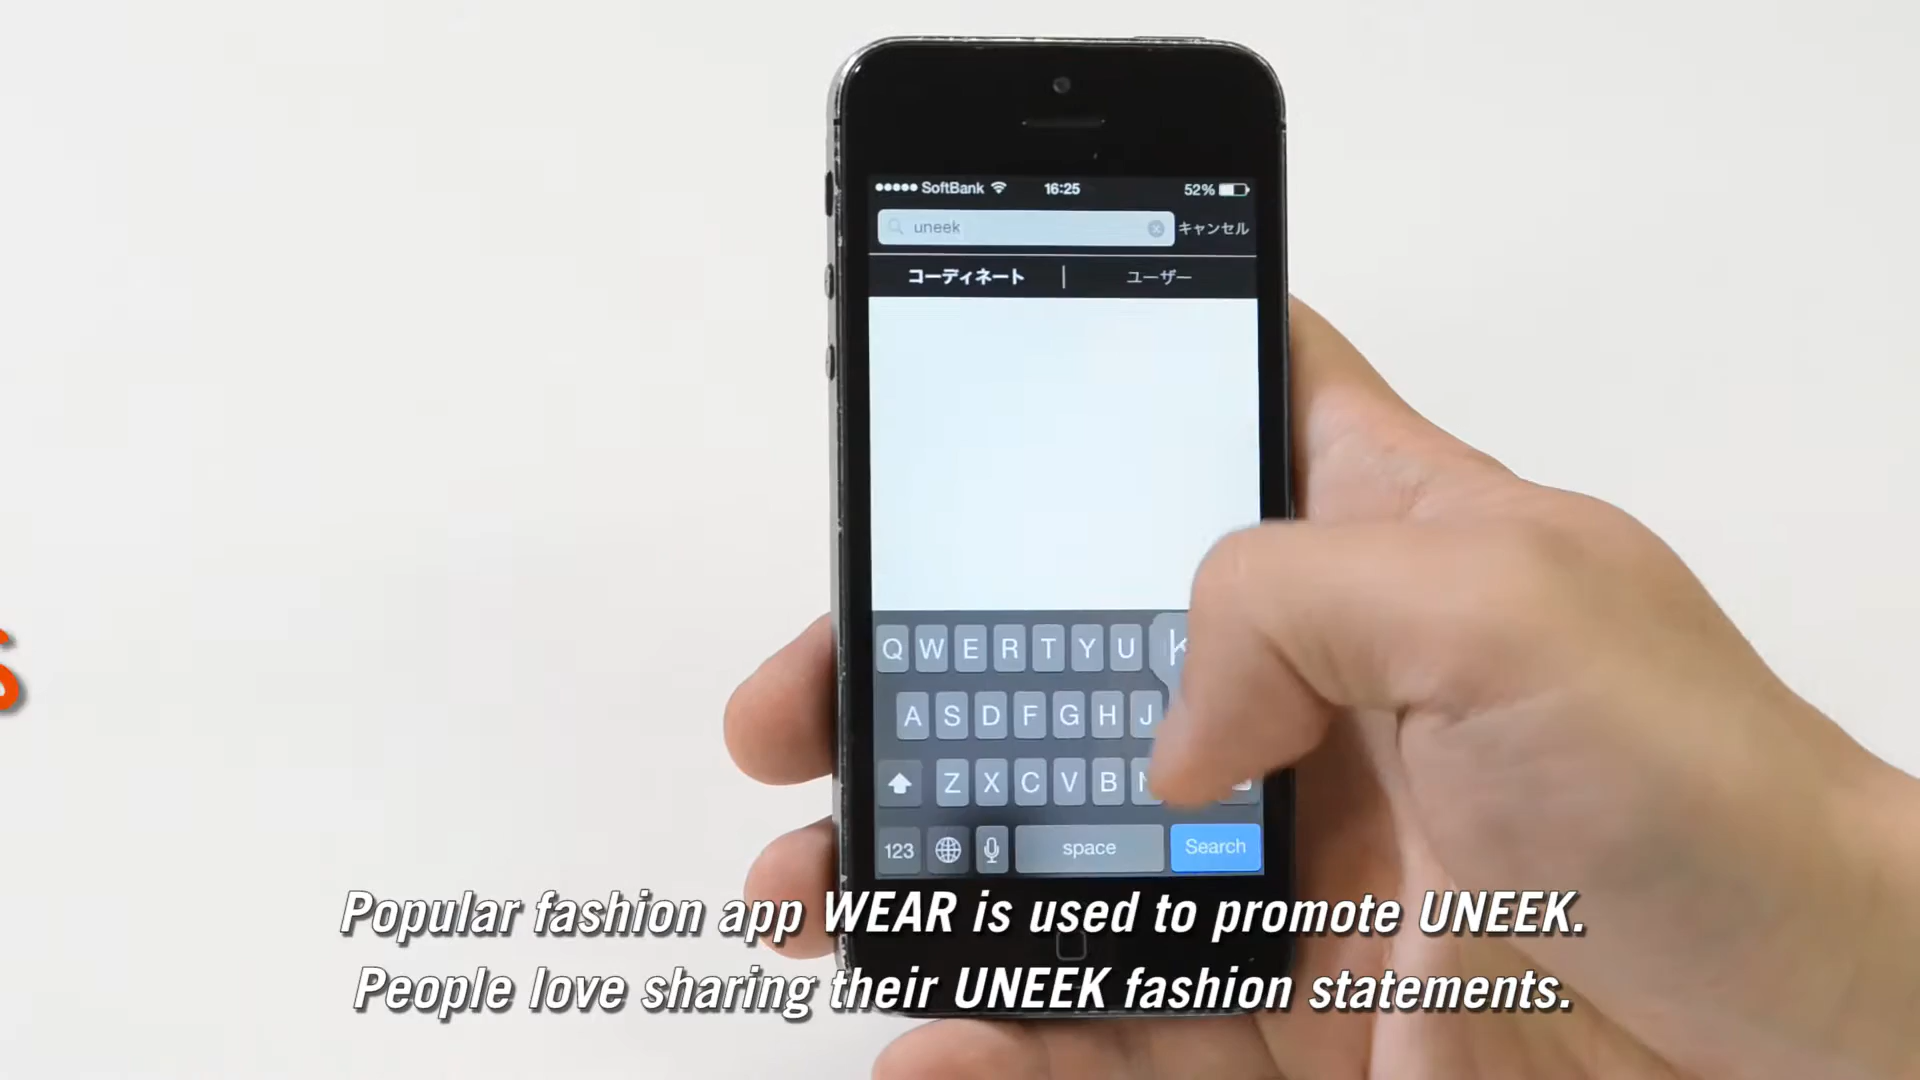 SoftBank 16:25 52%
uneek キャンセル
コーディネート | ユーザー
Q W E R T Y U K
A S D F G H J
Z X C V B N
123 space Search
Popular fashion app WEAR is used to promote UNEEK.
People love sharing their UNEEK fashion statements.